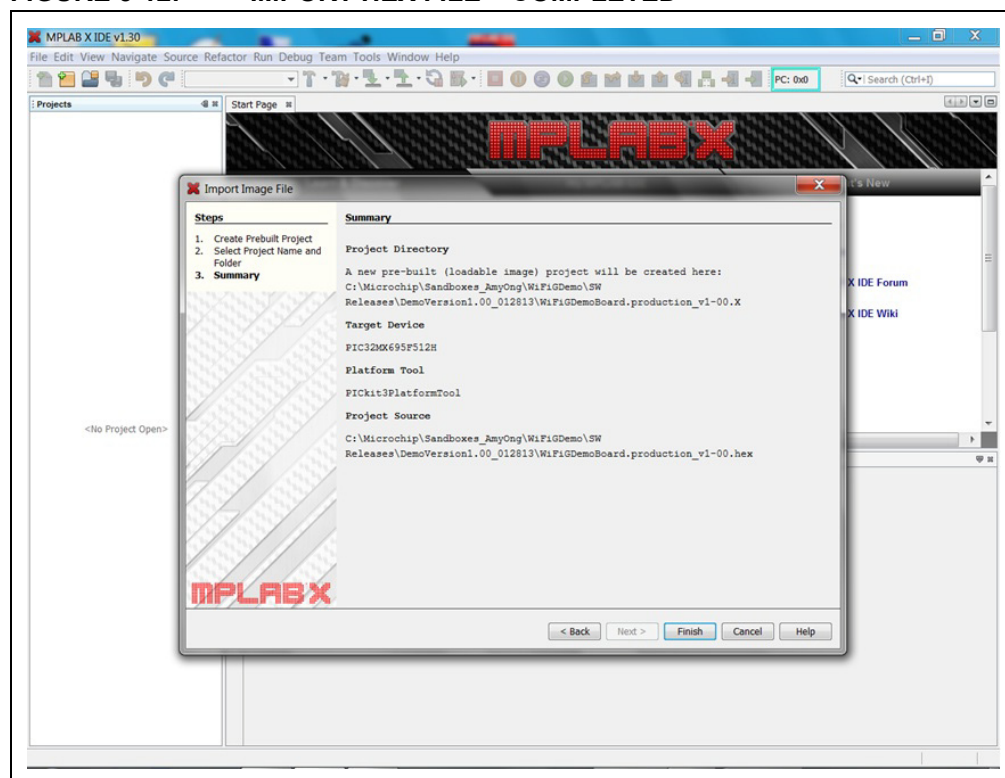 MPLAB X IDE v1.30
File Edit View Navigate Source Refactor Run Debug Team Tools Window Help
PC: 0x0
Search (Ctrl+I)
Projects
Start Page
MPLABX
t's New
Import Image File
Steps
1. Create Prebuilt Project
2. Select Project Name and
Folder
3. Summary
Summary
Project Directory
A new pre-built (loadable image) project will be created here:
C:\Microchip\Sandboxes_AmyOng\WiFiGDemo\SW
Releases\DemoVersion1.00_012813\WiFiGDemoBoard.production_v1-00.X
Target Device
PIC32MX695F512H
Platform Tool
PICkit3PlatformTool
Project Source
C:\Microchip\Sandboxes_AmyOng\WiFiGDemo\SW
Releases\DemoVersion1.00_012813\WiFiGDemoBoard.production_v1-00.hex
X IDE Forum
X IDE Wiki
<No Project Open>
MPLABX
< Back Next > Finish Cancel Help